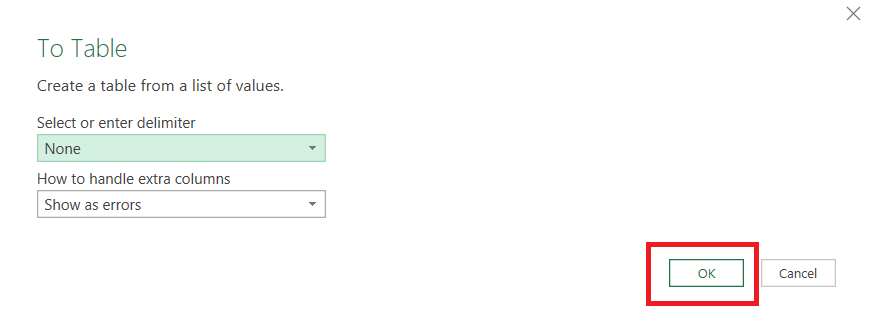 To Table
Create a table from a list of values.
Select or enter delimiter
None
How to handle extra columns
Show as errors
OK
Cancel